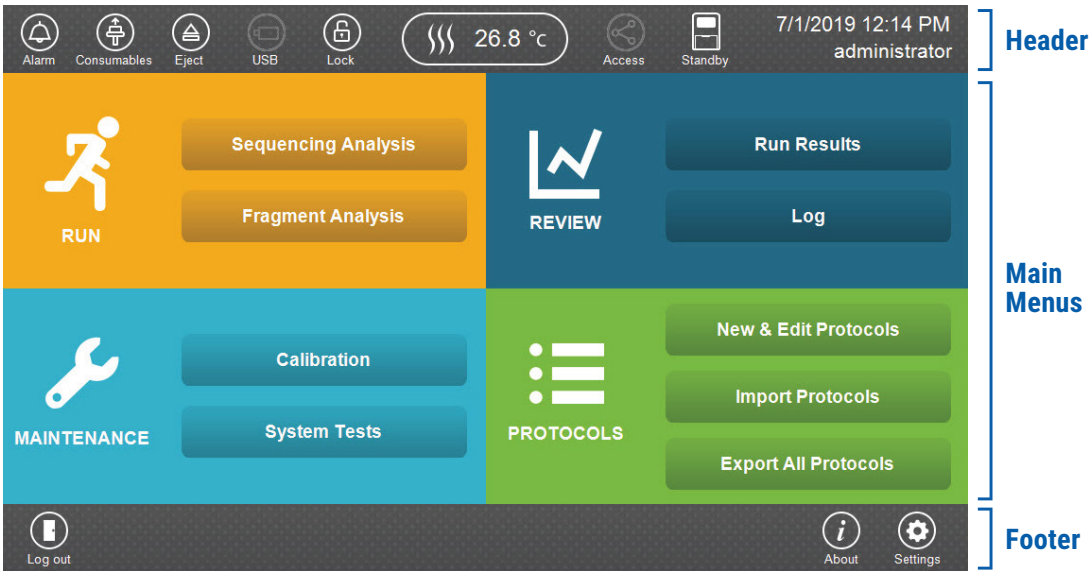 Alarm
Consumables
Eject
USB
Lock
26.8 °C
Access
Standby
7/1/2019 12:14 PM
administrator
Header
RUN
Sequencing Analysis
Fragment Analysis
REVIEW
Run Results
Log
MAINTENANCE
Calibration
System Tests
PROTOCOLS
New & Edit Protocols
Import Protocols
Export All Protocols
Main
Menus
Log out
i
About
Settings
Footer